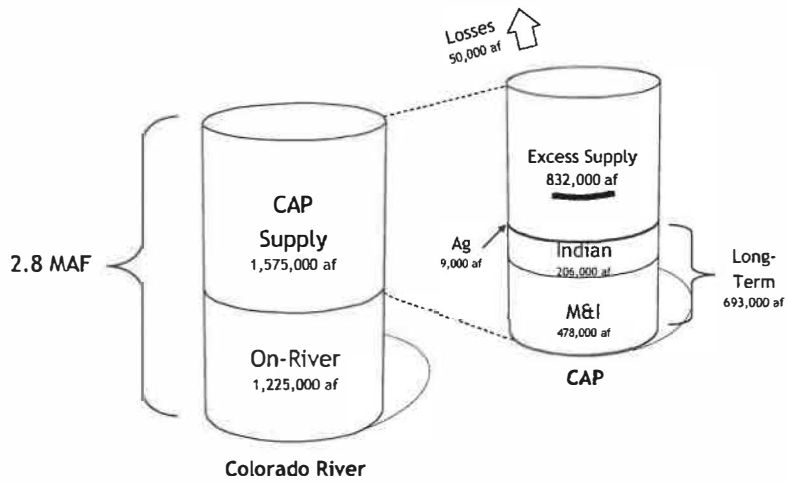 Losses
50,000 af
2.8 MAF
CAP
Supply
1,575,000 af
On-River
1,225,000 af
Colorado River
Excess Supply
832,000 af
Ag
9,000 af
Indian
206,000 af
M&I
478,000 af
CAP
Long-
Term
693,000 af